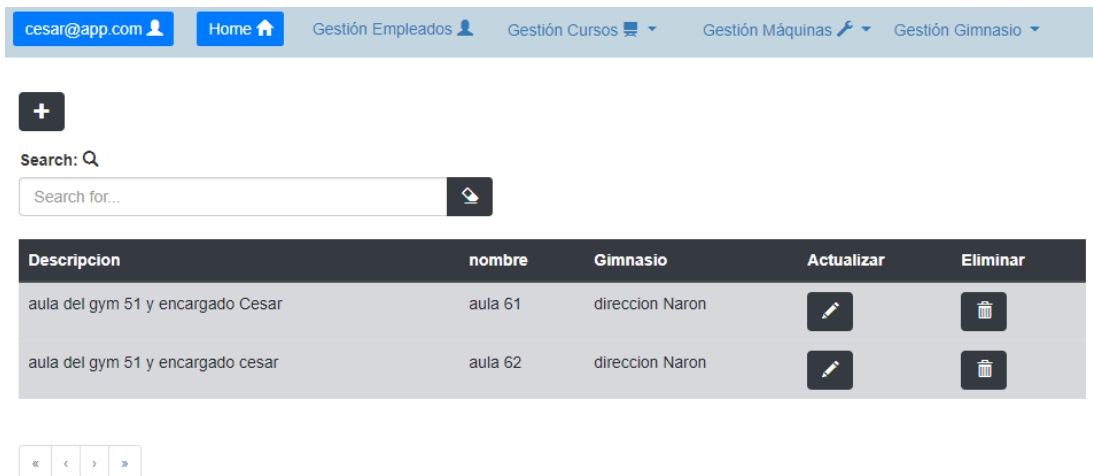 cesar@app.com Home Gestión Empleados Gestión Cursos Gestión Máquinas Gestión Gimnasio
+
Search:
Search for...
Descripcion nombre Gimnasio Actualizar Eliminar
aula del gym 51 y encargado Cesar aula 61 direccion Naron
aula del gym 51 y encargado cesar aula 62 direccion Naron
« ‹ › »